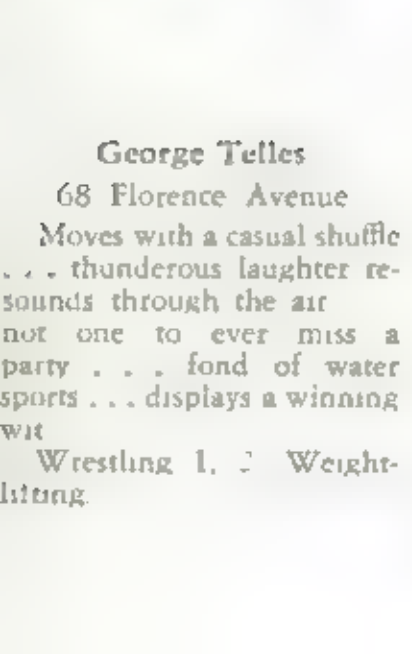 George Telles
68 Florence Avenue
Moves with a casual shuffle
. . . thunderous laughter re-
sounds through the air
not one to ever miss a
party . . . fond of water
sports . . . displays a winning
wit
Wrestling 1, Weight-
lifting.